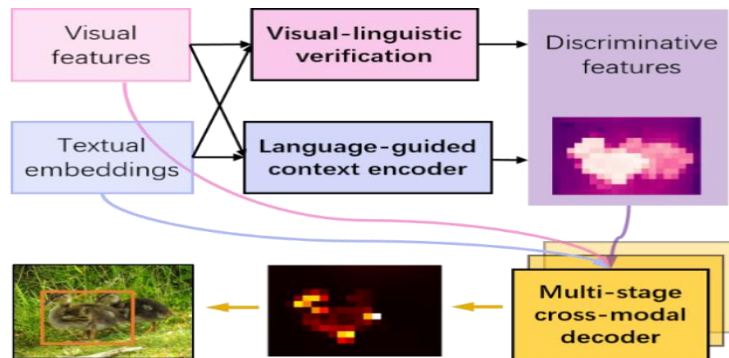 Visual
features
Visual-linguistic
verification
Discriminative
features
Textual
embeddings
Language-guided
context encoder
Multi-stage
cross-modal
decoder